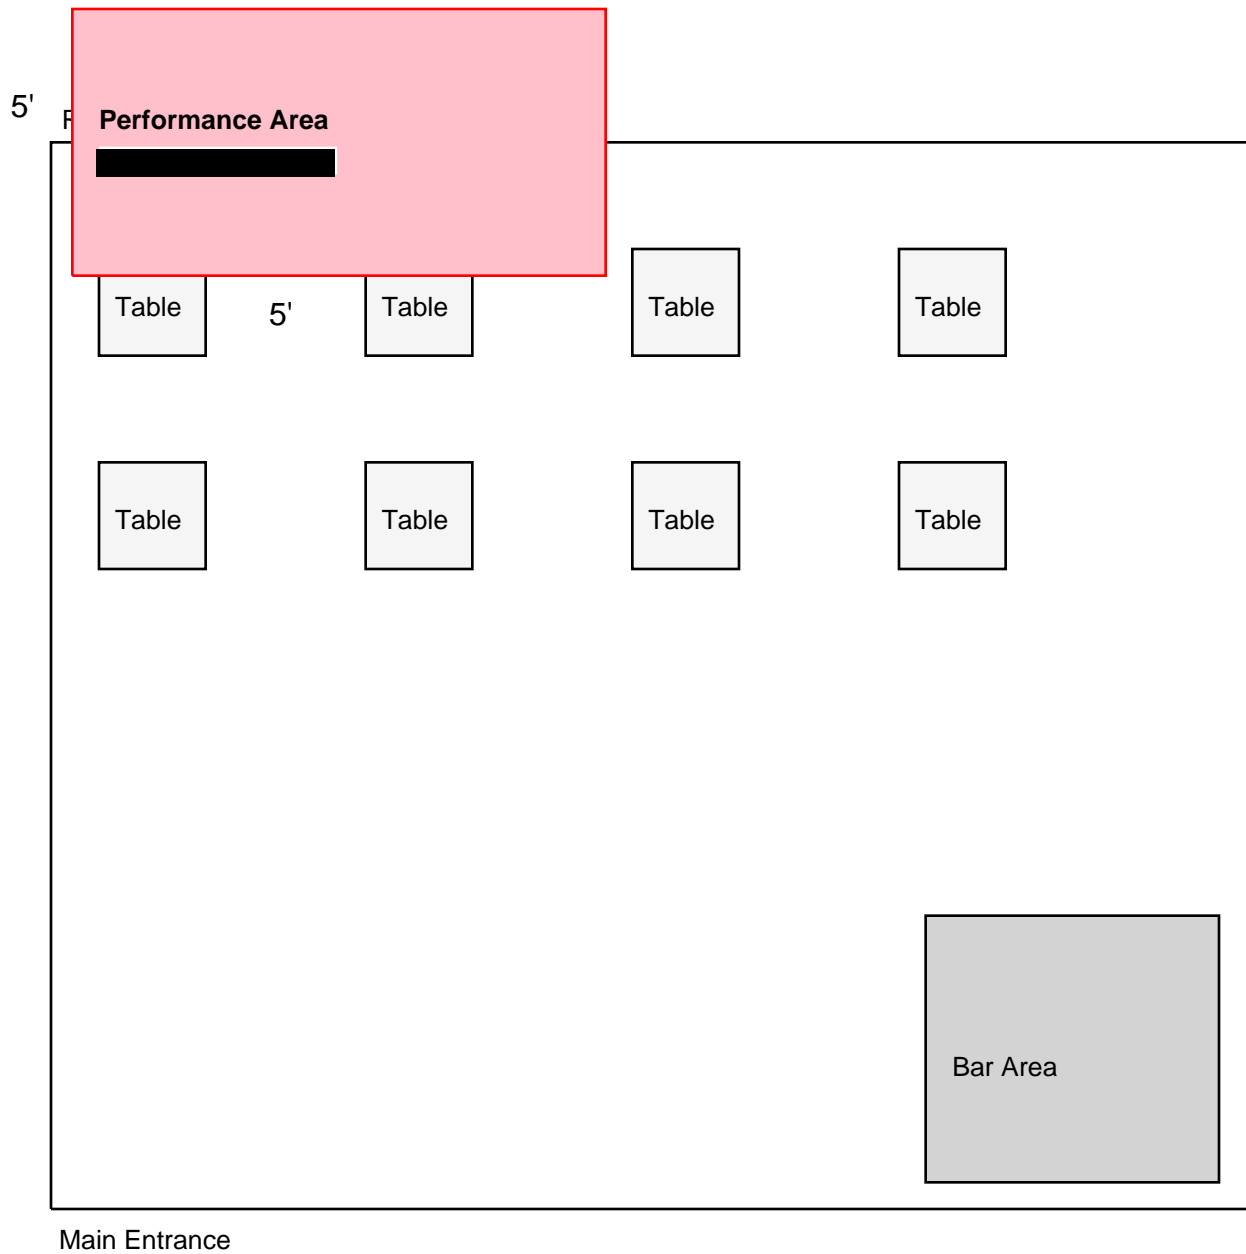 5'
Performance Area
Table 5' Table Table Table
Table Table Table Table
Bar Area
Main Entrance